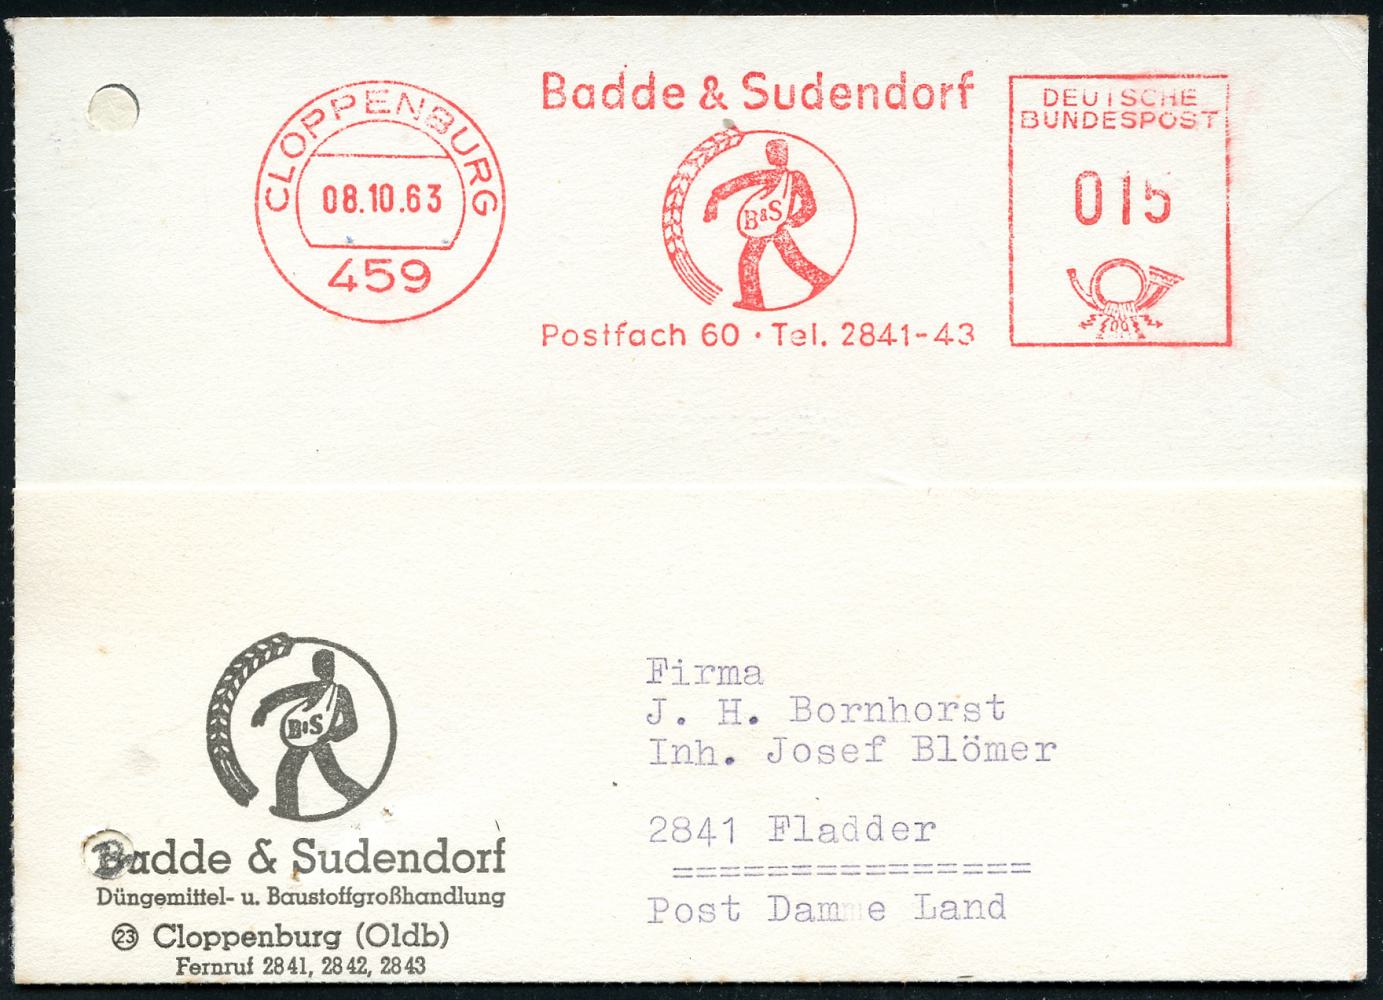 CLOPPENBURG
08.10.63
459
Badde & Sudendorf
B&S
Postfach 60 · Tel. 2841-43
DEUTSCHE
BUNDESPOST
015
B&S
Badde & Sudendorf
Düngemittel- u. Baustoffgroßhandlung
23 Cloppenburg (Oldb)
Fernruf 2841, 2842, 2843
Firma
J. H. Bornhorst
Inh. Josef Blömer
2841 Fladder
===============
Post Damme Land